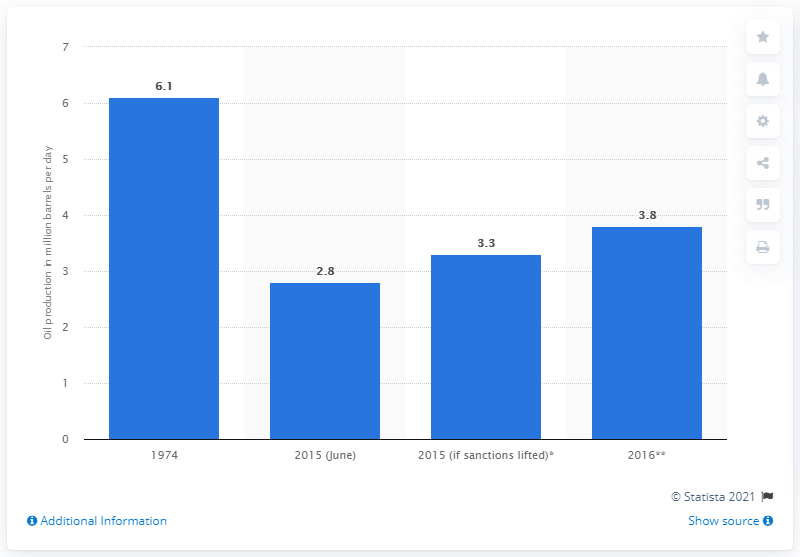 7
6
5
4
3
2
1
0
Oil production in million barrels per day
6.1
2.8
3.3
3.8
1974
2015 (June)
2015 (if sanctions lifted)*
2016**
© Statista 2021
Additional Information
Show source